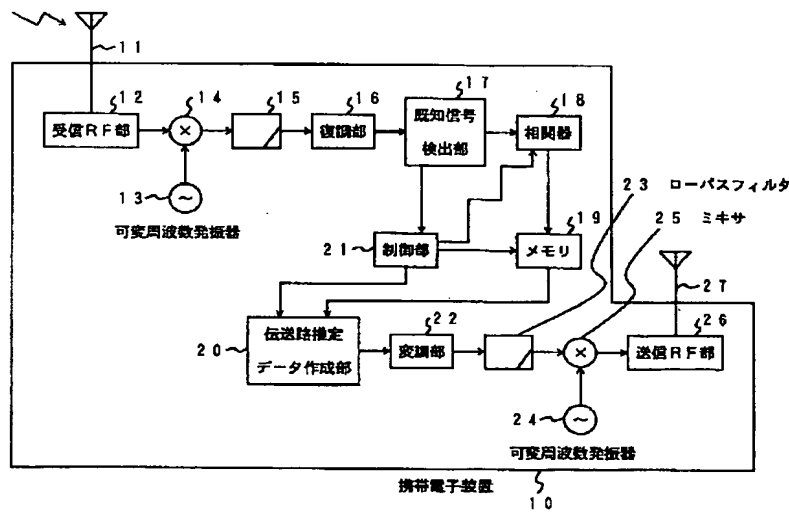 11
12
14
15
16
17
18
受信RF部
復調部
既知信号
検出部
相関器
13
可変周波数発振器
23 ローパスフィルタ
25 ミキサ
19
21
制御部
メモリ
27
20
伝送路推定
データ作成部
22
変調部
26
送信RF部
24
可変周波数発振器
携帯電子装置
10